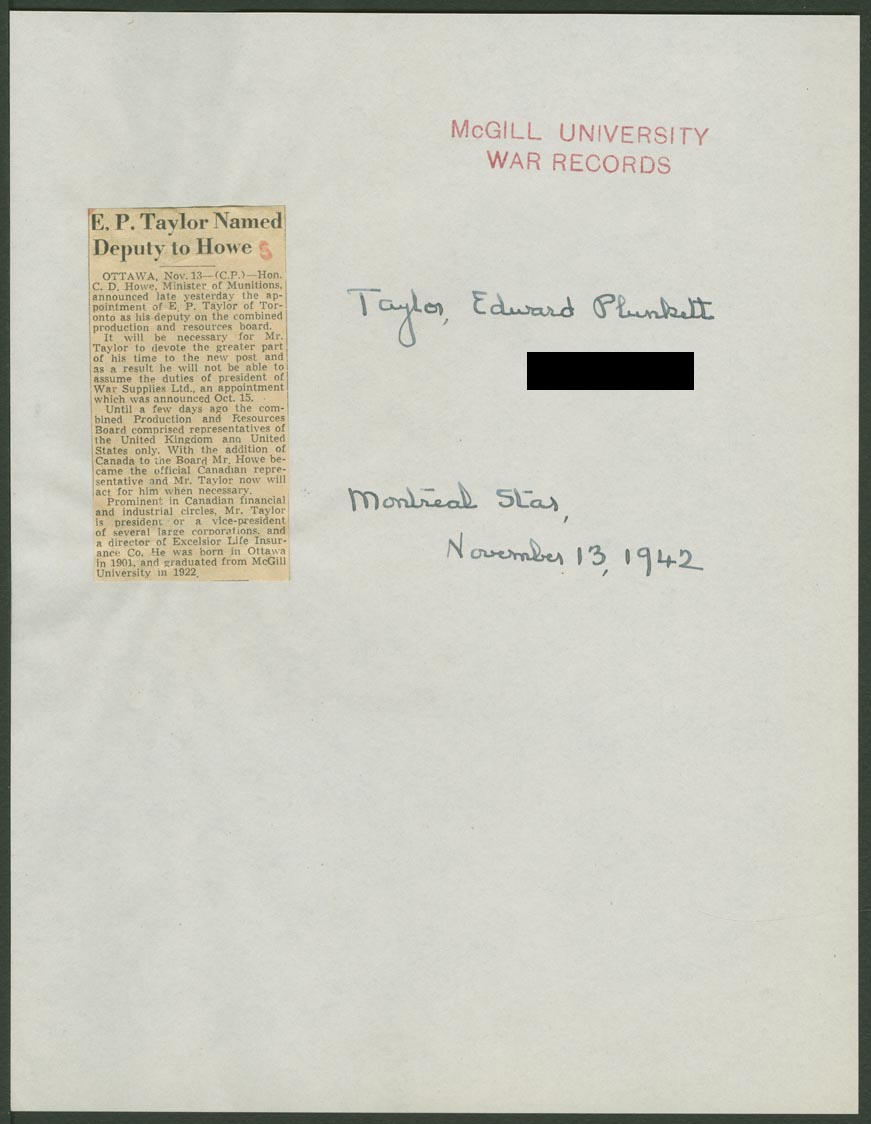 McGILL UNIVERSITY
WAR RECORDS
E. P. Taylor Named
Deputy to Howe
OTTAWA, Nov. 13—(C.P.)—Hon.
C. D. Howe, Minister of Munitions,
announced late yesterday the ap-
pointment of E. P. Taylor of Tor-
onto as his deputy on the combined
production and resources board.
It will be necessary for Mr.
Taylor to devote the greater part
of his time to the new post and
as a result he will not be able to
assume the duties of president of
War Supplies Ltd., an appointment
which was announced Oct. 15.
Until a few days ago the com-
bined Production and Resources
Board comprised representatives of
the United Kingdom and United
States only. With the addition of
Canada to the Board Mr. Howe be-
came the official Canadian repre-
sentative and Mr. Taylor now will
act for him when necessary.
Prominent in Canadian financial
and industrial circles, Mr. Taylor
is president or a vice-president
of several large corporations, and
a director of Excelsior Life Insur-
ance Co. He was born in Ottawa
in 1901, and graduated from McGill
University in 1922.
Taylor, Edward Plunkett
Montreal Star,
November 13, 1942